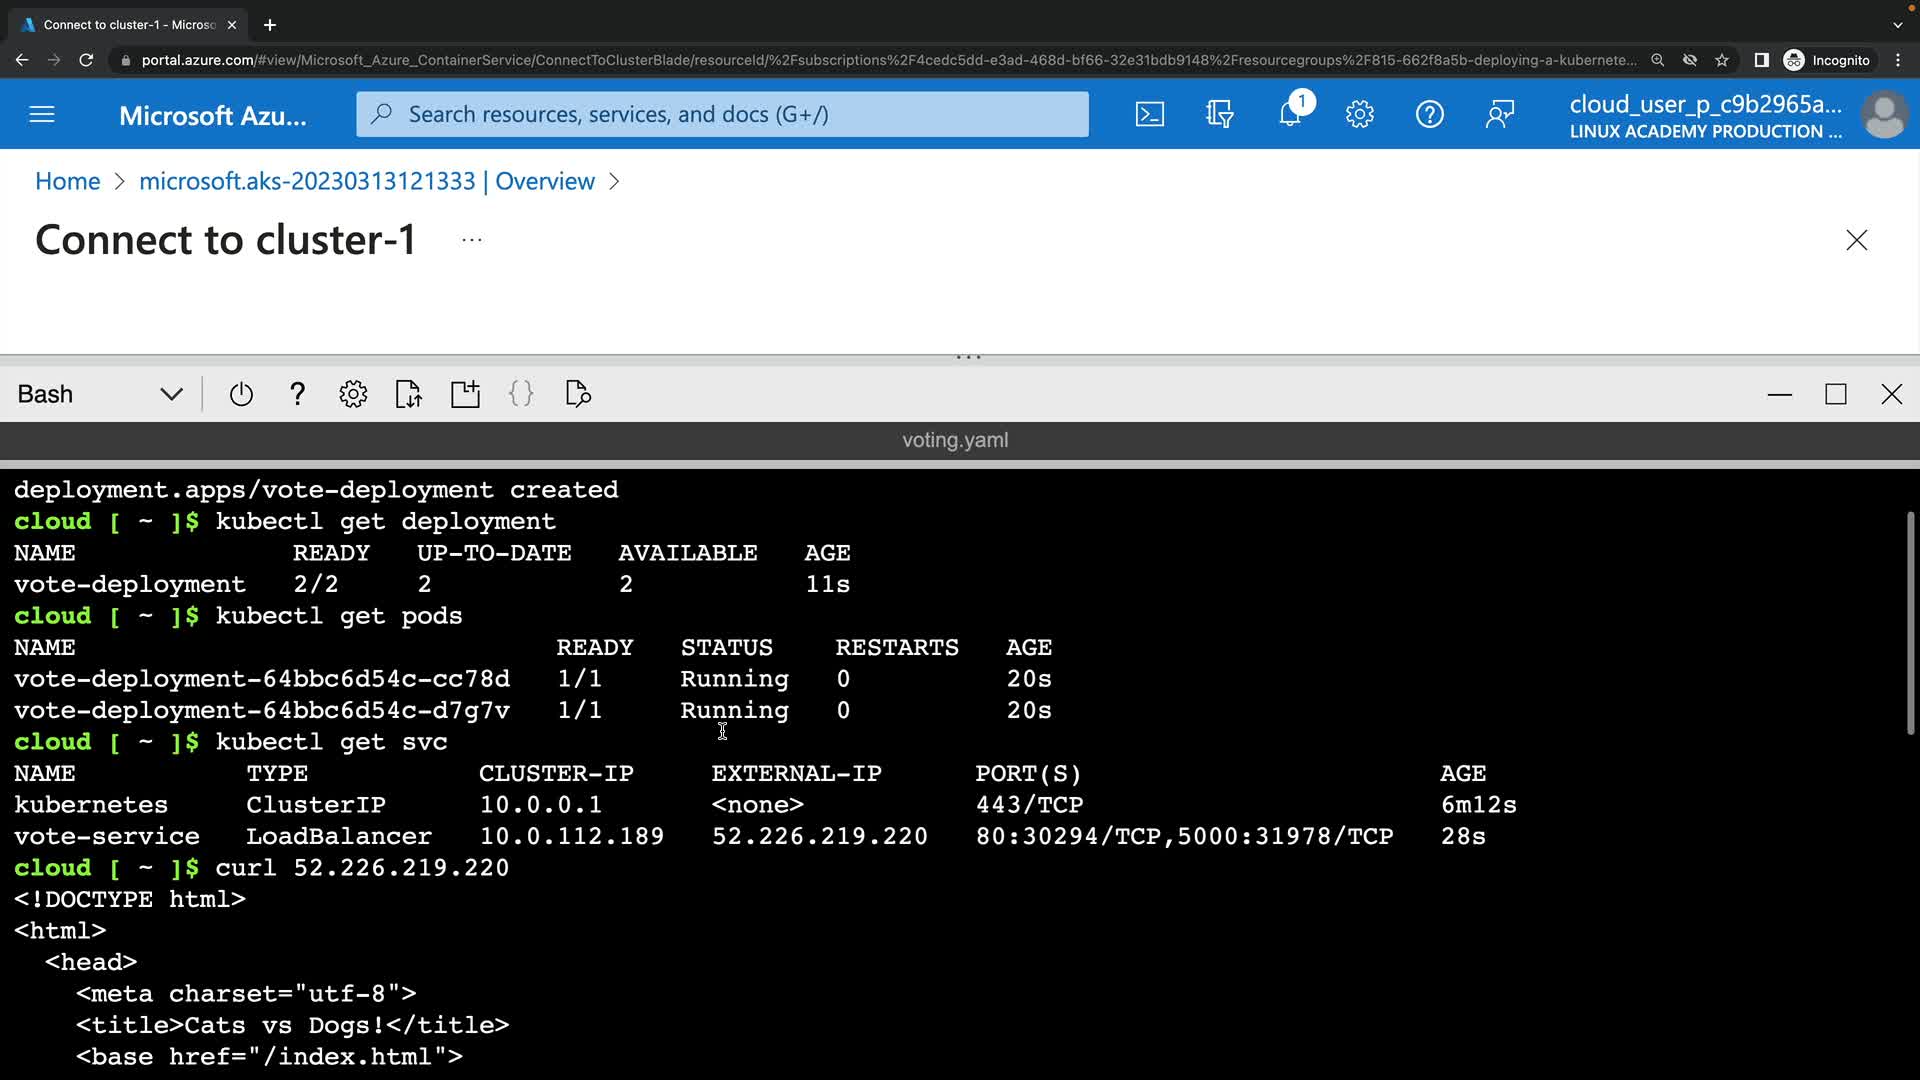 Connect to cluster-1 - Microso
portal.azure.com/#view/Microsoft_Azure_ContainerService/ConnectToClusterBlade/resourceId/%2Fsubscriptions%2F4cedc5dd-e3ad-468d-bf66-32e31bdb9148%2Fresourcegroups%2F815-662f8a5b-deploying-a-kubernete...
Incognito
Microsoft Azu...
Search resources, services, and docs (G+/)
1
cloud_user_p_c9b2965a...
LINUX ACADEMY PRODUCTION ...
Home > microsoft.aks-20230313121333 | Overview >
Connect to cluster-1 ...
Bash
voting.yaml
deployment.apps/vote-deployment created
cloud [ ~ ]$ kubectl get deployment
NAME READY UP-TO-DATE AVAILABLE AGE
vote-deployment 2/2 2 2 11s
cloud [ ~ ]$ kubectl get pods
NAME READY STATUS RESTARTS AGE
vote-deployment-64bbc6d54c-cc78d 1/1 Running 0 20s
vote-deployment-64bbc6d54c-d7g7v 1/1 Running 0 20s
cloud [ ~ ]$ kubectl get svc
NAME TYPE CLUSTER-IP EXTERNAL-IP PORT(S) AGE
kubernetes ClusterIP 10.0.0.1 <none> 443/TCP 6m12s
vote-service LoadBalancer 10.0.112.189 52.226.219.220 80:30294/TCP,5000:31978/TCP 28s
cloud [ ~ ]$ curl 52.226.219.220
<!DOCTYPE html>
<html>
<head>
<meta charset="utf-8">
<title>Cats vs Dogs!</title>
<base href="/index.html">